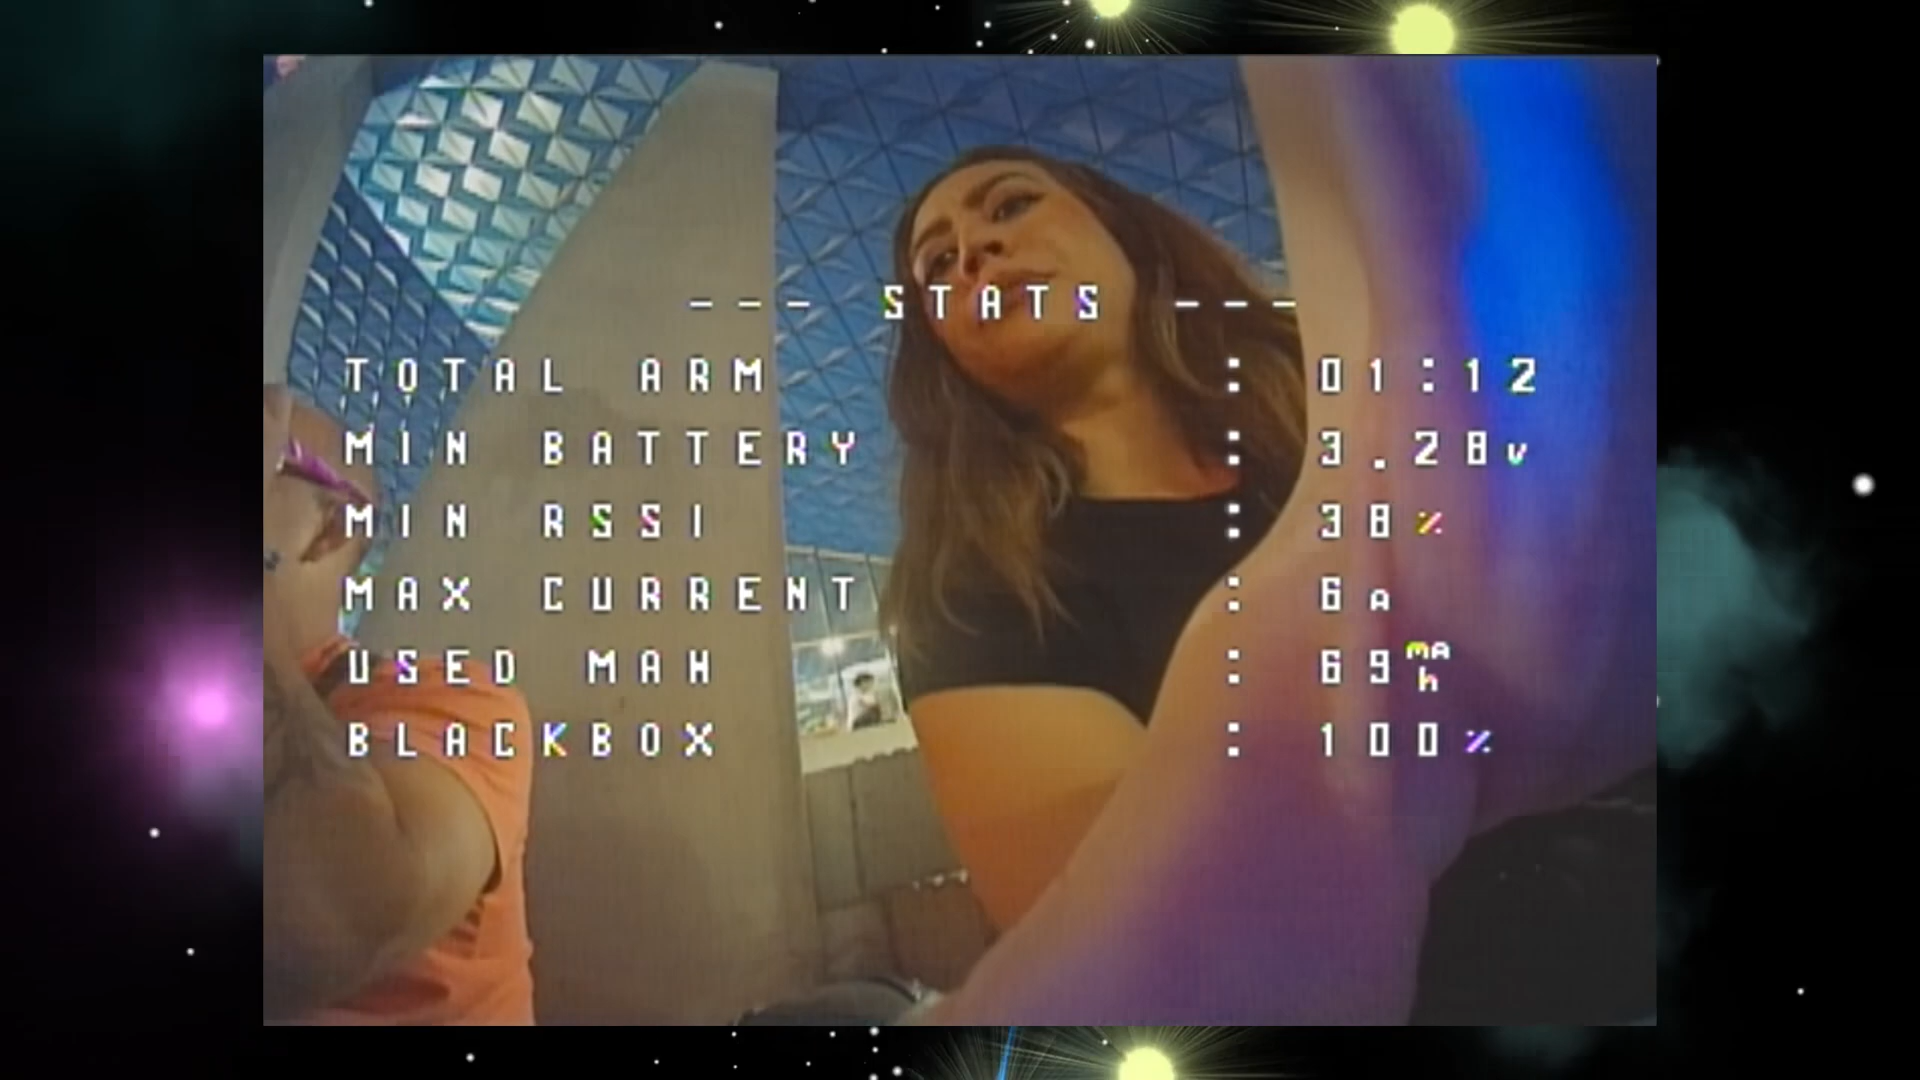 --- STATS ---
TOTAL ARM : 01:12
MIN BATTERY : 3.28V
MIN RSSI : 38%
MAX CURRENT : 6A
USED MAH : 69mAh
BLACKBOX : 100%